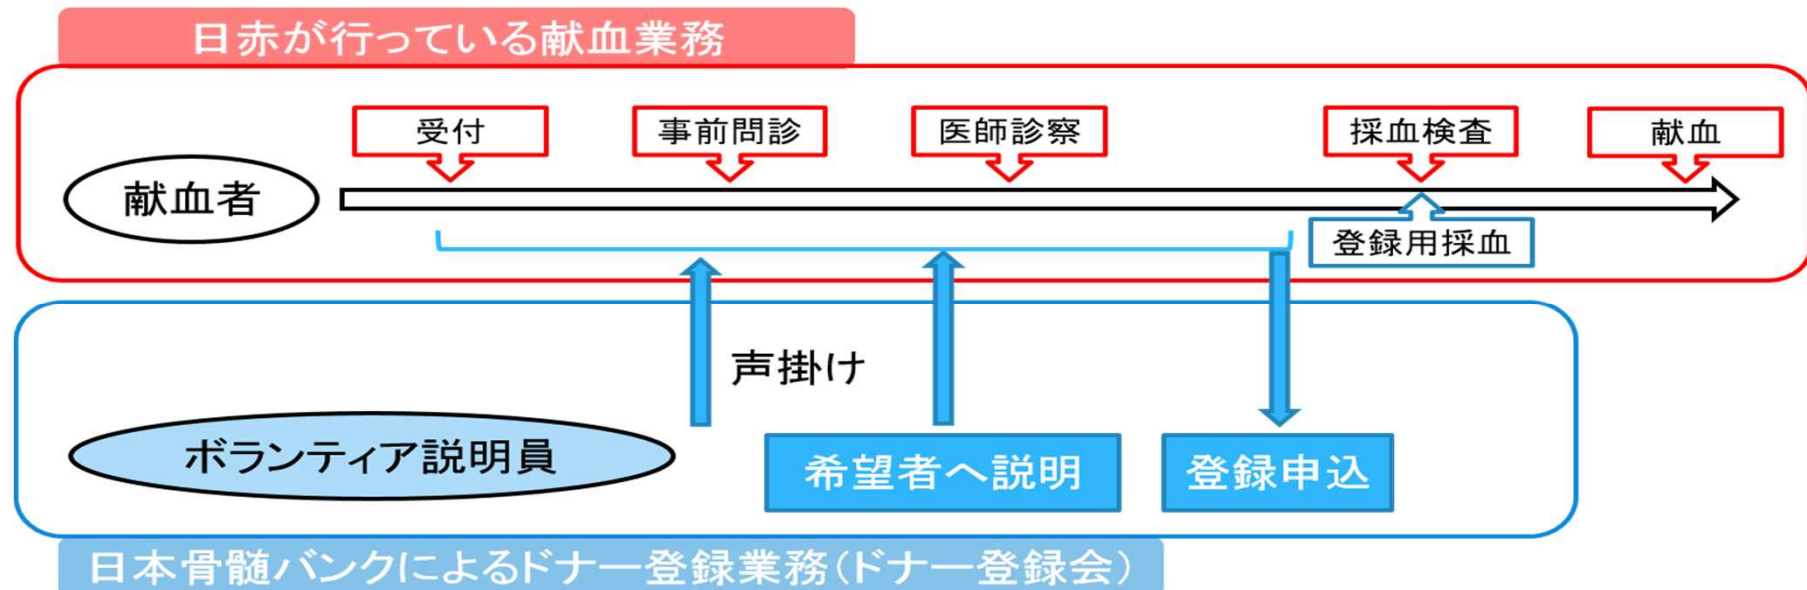 日赤が行っている献血業務
受付
事前問診
医師診察
採血検査
献血
献血者
登録用採血
声掛け
ボランティア説明員
希望者へ説明
登録申込
日本骨髄バンクによるドナー登録業務(ドナー登録会)